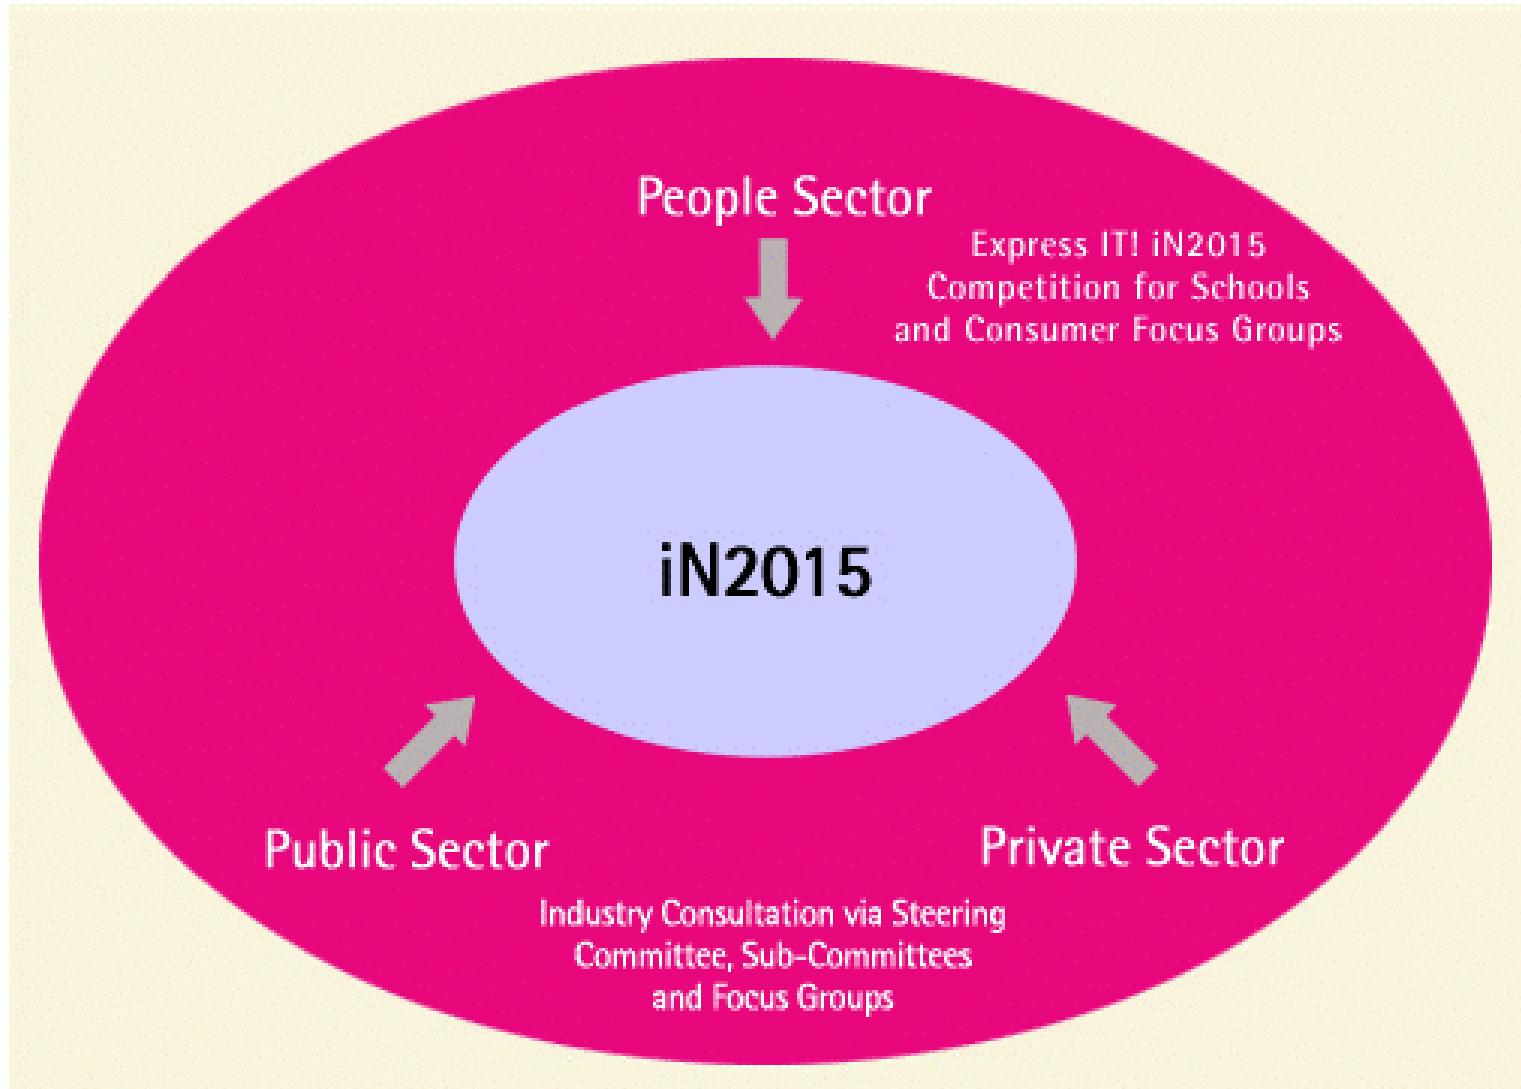 People Sector
Express IT! iN2015
Competition for Schools
and Consumer Focus Groups
iN2015
Public Sector
Private Sector
Industry Consultation via Steering
Committee, Sub-Committees
and Focus Groups